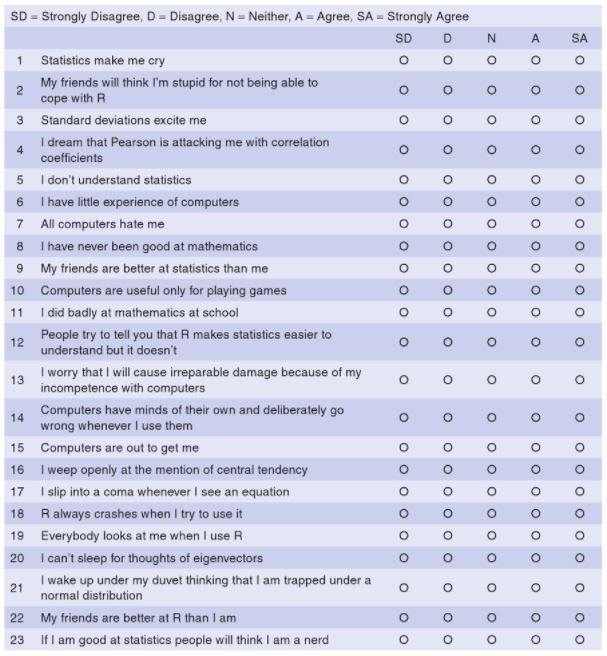 SD = Strongly Disagree, D = Disagree, N = Neither, A = Agree, SA = Strongly Agree
SD D N A SA
1 Statistics make me cry
2 My friends will think I'm stupid for not being able to
cope with R
3 Standard deviations excite me
4 I dream that Pearson is attacking me with correlation
coefficients
5 I don't understand statistics
6 I have little experience of computers
7 All computers hate me
8 I have never been good at mathematics
9 My friends are better at statistics than me
10 Computers are useful only for playing games
11 I did badly at mathematics at school
12 People try to tell you that R makes statistics easier to
understand but it doesn't
13 I worry that I will cause irreparable damage because of my
incompetence with computers
14 Computers have minds of their own and deliberately go
wrong whenever I use them
15 Computers are out to get me
16 I weep openly at the mention of central tendency
17 I slip into a coma whenever I see an equation
18 R always crashes when I try to use it
19 Everybody looks at me when I use R
20 I can't sleep for thoughts of eigenvectors
21 I wake up under my duvet thinking that I am trapped under a
normal distribution
22 My friends are better at R than I am
23 If I am good at statistics people will think I am a nerd